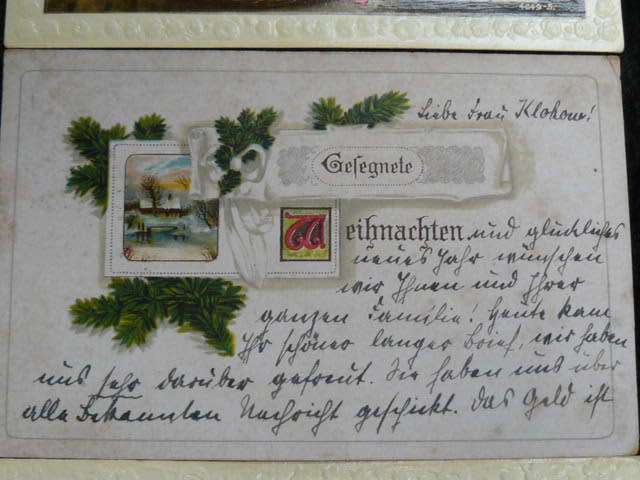 4649-5.
Liebe Frau Klokow!
Gesegnete
Weihnachten und glückliches
neues Jahr wünschen
wir Ihnen und Ihrer
ganzen Familie! Heute kam
Ihr schöner langer Brief, wir haben
uns sehr darüber gefreut. Sie haben uns über
alle Bekannten Nachricht geschickt. Das Geld ist